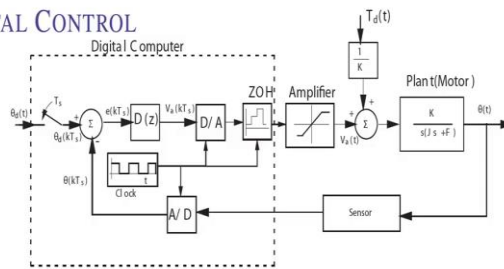 TAL CONTROL
T_d(t)
Digital Computer
1
K
ZOH
Amplifier
Plant(Motor)
θ_d(t)
T_s
Σ
e(kT_s)
D(z)
V_a(kT_s)
D/A
V_a(t)
Σ
K
s(Js+F)
θ(t)
+
-
θ_d(kT_s)
+
+
θ(kT_s)
t
Clock
A/D
Sensor